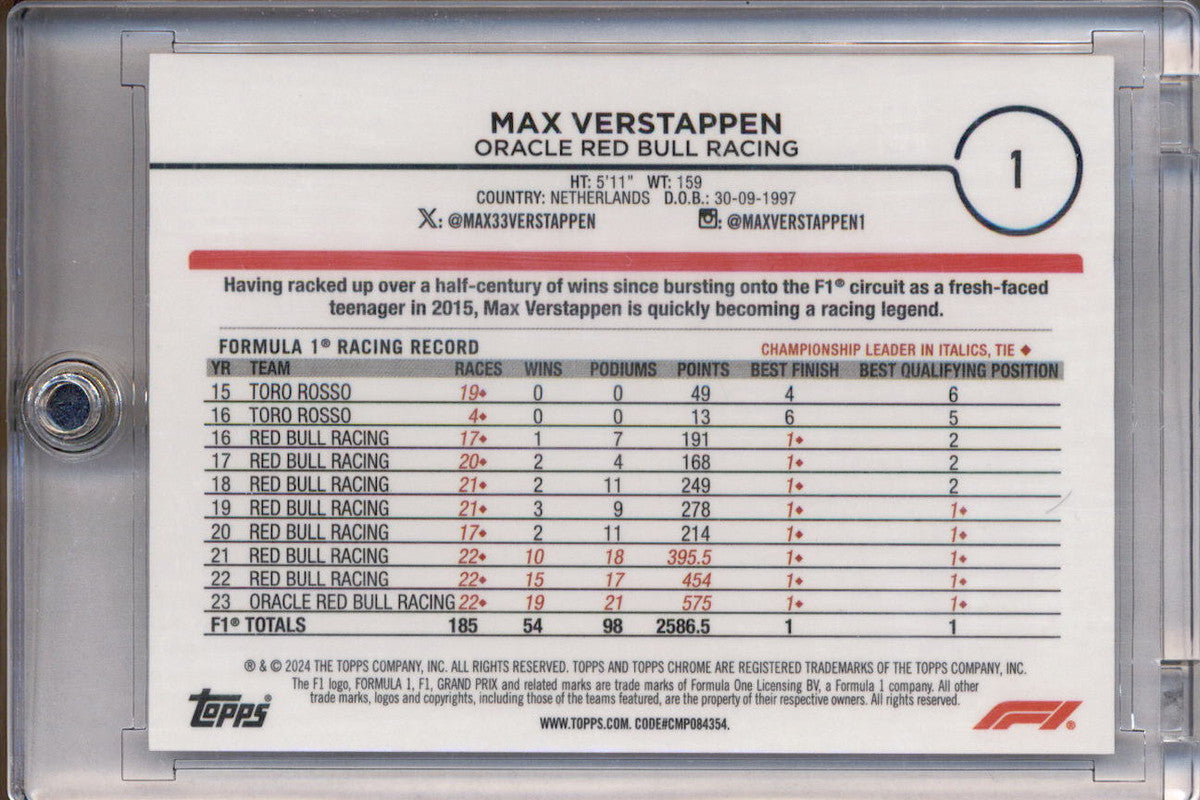 MAX VERSTAPPEN
ORACLE RED BULL RACING
1
HT: 5'11" WT: 159
COUNTRY: NETHERLANDS D.O.B.: 30-09-1997
X: @MAX33VERSTAPPEN : @MAXVERSTAPPEN1
Having racked up over a half-century of wins since bursting onto the F1® circuit as a fresh-faced
teenager in 2015, Max Verstappen is quickly becoming a racing legend.
FORMULA 1® RACING RECORD CHAMPIONSHIP LEADER IN ITALICS, TIE ♦
YR TEAM RACES WINS PODIUMS POINTS BEST FINISH BEST QUALIFYING POSITION
15 TORO ROSSO 19♦ 0 0 49 4 6
16 TORO ROSSO 4♦ 0 0 13 6 5
16 RED BULL RACING 17♦ 1 7 191 1♦ 2
17 RED BULL RACING 20♦ 2 4 168 1♦ 2
18 RED BULL RACING 21♦ 2 11 249 1♦ 2
19 RED BULL RACING 21♦ 3 9 278 1♦ 1♦
20 RED BULL RACING 17♦ 2 11 214 1♦ 1♦
21 RED BULL RACING 22♦ 10 18 395.5 1♦ 1♦
22 RED BULL RACING 22♦ 15 17 454 1♦ 1♦
23 ORACLE RED BULL RACING 22♦ 19 21 575 1♦ 1♦
F1® TOTALS 185 54 98 2586.5 1 1
® & © 2024 THE TOPPS COMPANY, INC. ALL RIGHTS RESERVED. TOPPS AND TOPPS CHROME ARE REGISTERED TRADEMARKS OF THE TOPPS COMPANY, INC.
The F1 logo, FORMULA 1, F1, GRAND PRIX and related marks are trade marks of Formula One Licensing BV, a Formula 1 company. All other
trade marks, logos and copyrights, including those of the teams featured, are the property of their respective owners. All rights reserved.
WWW.TOPPS.COM. CODE#CMP084354.
Topps®
F1®